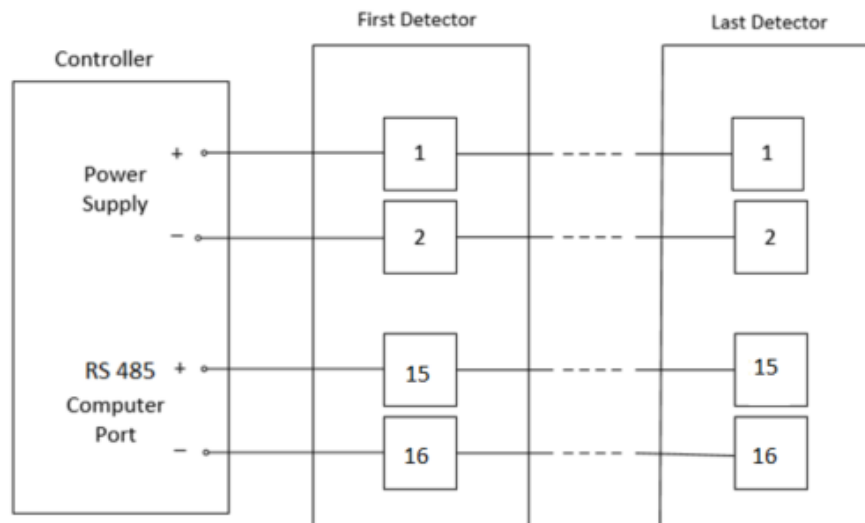 First Detector
Last Detector
Controller
+
1
1
Power
Supply
−
2
2
RS 485 +
15
15
Computer
Port
−
16
16